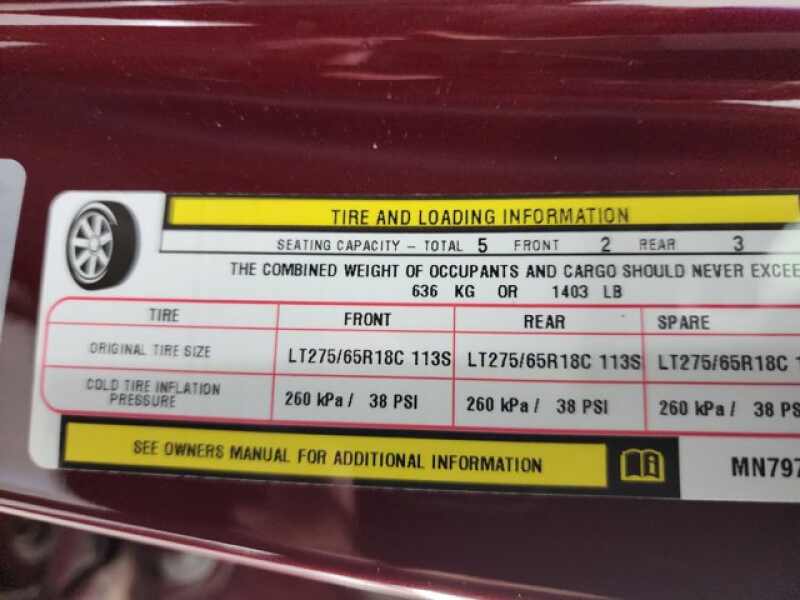 TIRE AND LOADING INFORMATION
SEATING CAPACITY - TOTAL 5 FRONT 2 REAR 3
THE COMBINED WEIGHT OF OCCUPANTS AND CARGO SHOULD NEVER EXCEE
636 KG OR 1403 LB
TIRE FRONT REAR SPARE
ORIGINAL TIRE SIZE LT275/65R18C 113S LT275/65R18C 113S LT275/65R18C 1
COLD TIRE INFLATION
PRESSURE 260 kPa / 38 PSI 260 kPa / 38 PSI 260 kPa / 38 PS
SEE OWNERS MANUAL FOR ADDITIONAL INFORMATION
MN797